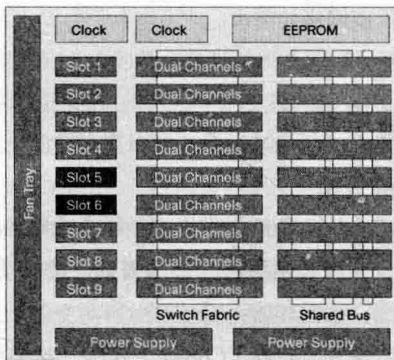 Clock Clock EEPROM
Fan Tray
Slot 1 Dual Channels
Slot 2 Dual Channels
Slot 3 Dual Channels
Slot 4 Dual Channels
Slot 5 Dual Channels
Slot 6 Dual Channels
Slot 7 Dual Channels
Slot 8 Dual Channels
Slot 9 Dual Channels
Switch Fabric Shared Bus
Power Supply Power Supply